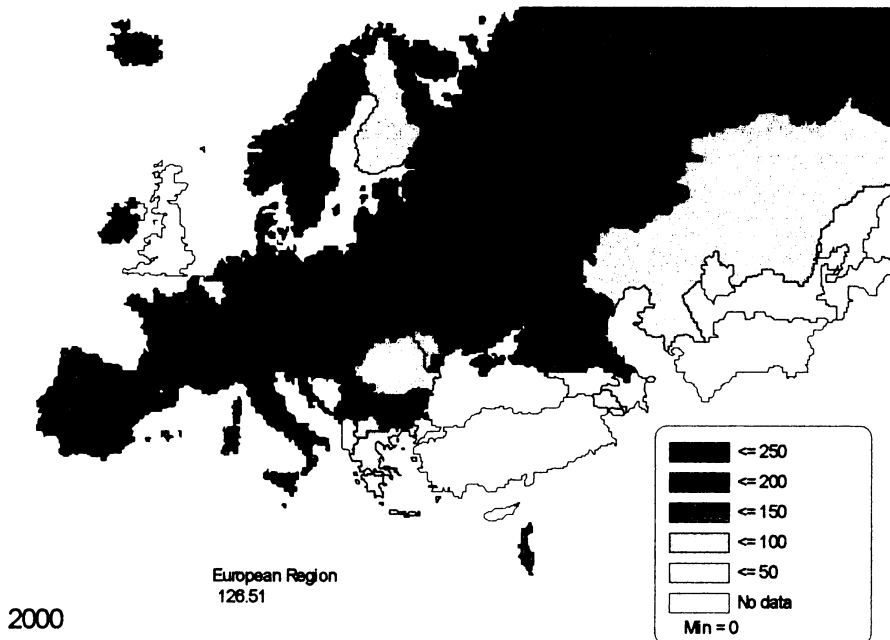 <= 250
<= 200
<= 150
<= 100
<= 50
No data
Min = 0
European Region
126.51
2000